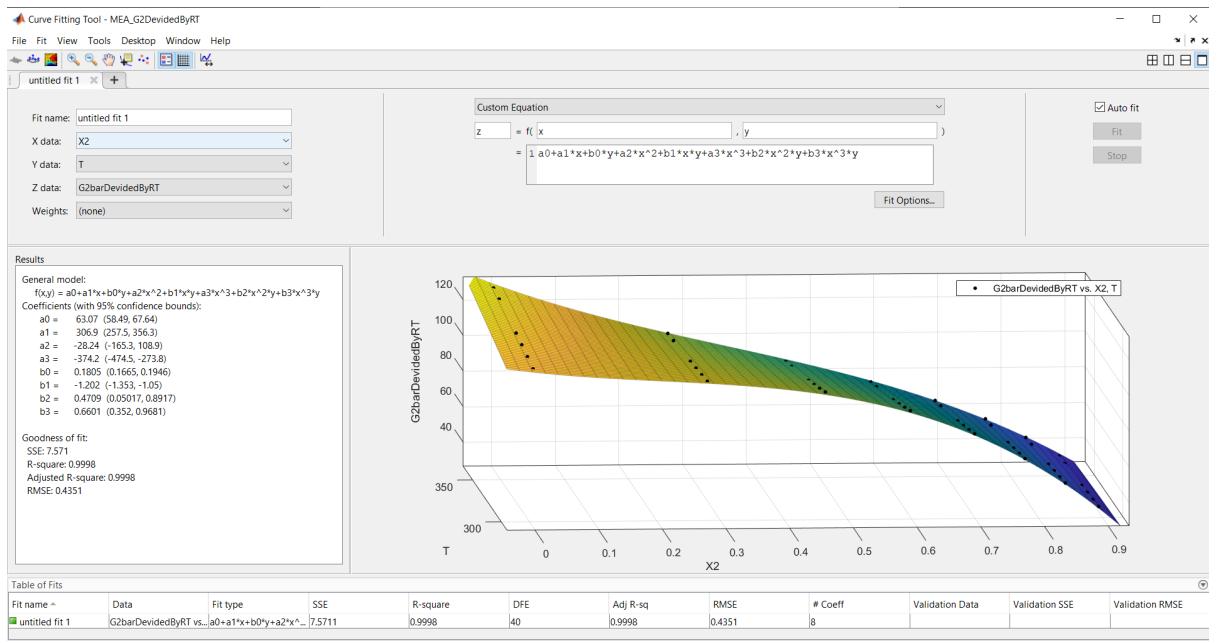 Curve Fitting Tool - MEA_G2DevidedByRT
File Fit View Tools Desktop Window Help
untitled fit 1
Fit name: untitled fit 1
X data: X2
Y data: T
Z data: G2barDevidedByRT
Weights: (none)
Custom Equation
z = f( x , y )
= 1 a0+a1*x+b0*y+a2*x^2+b1*x*y+a3*x^3+b2*x^2*y+b3*x^3*y
Fit Options...
Auto fit
Fit
Stop
Results
General model:
f(x,y) = a0+a1*x+b0*y+a2*x^2+b1*x*y+a3*x^3+b2*x^2*y+b3*x^3*y
Coefficients (with 95% confidence bounds):
a0 = 63.07 (58.49, 67.64)
a1 = 306.9 (257.5, 356.3)
a2 = -28.24 (-165.3, 108.9)
a3 = -374.2 (-474.5, -273.8)
b0 = 0.1805 (0.1665, 0.1946)
b1 = -1.202 (-1.353, -1.05)
b2 = 0.4709 (0.05017, 0.8917)
b3 = 0.6601 (0.352, 0.9681)
Goodness of fit:
SSE: 7.571
R-square: 0.9998
Adjusted R-square: 0.9998
RMSE: 0.4351
G2barDevidedByRT vs. X2, T
G2barDevidedByRT
120
100
80
60
40
350
300
T
0 0.1 0.2 0.3 0.4 0.5 0.6 0.7 0.8 0.9
X2
Table of Fits
Fit name Data Fit type SSE R-square DFE Adj R-sq RMSE # Coeff Validation Data Validation SSE Validation RMSE
untitled fit 1 G2barDevidedByRT vs... a0+a1*x+b0*y+a2*x^... 7.5711 0.9998 40 0.9998 0.4351 8